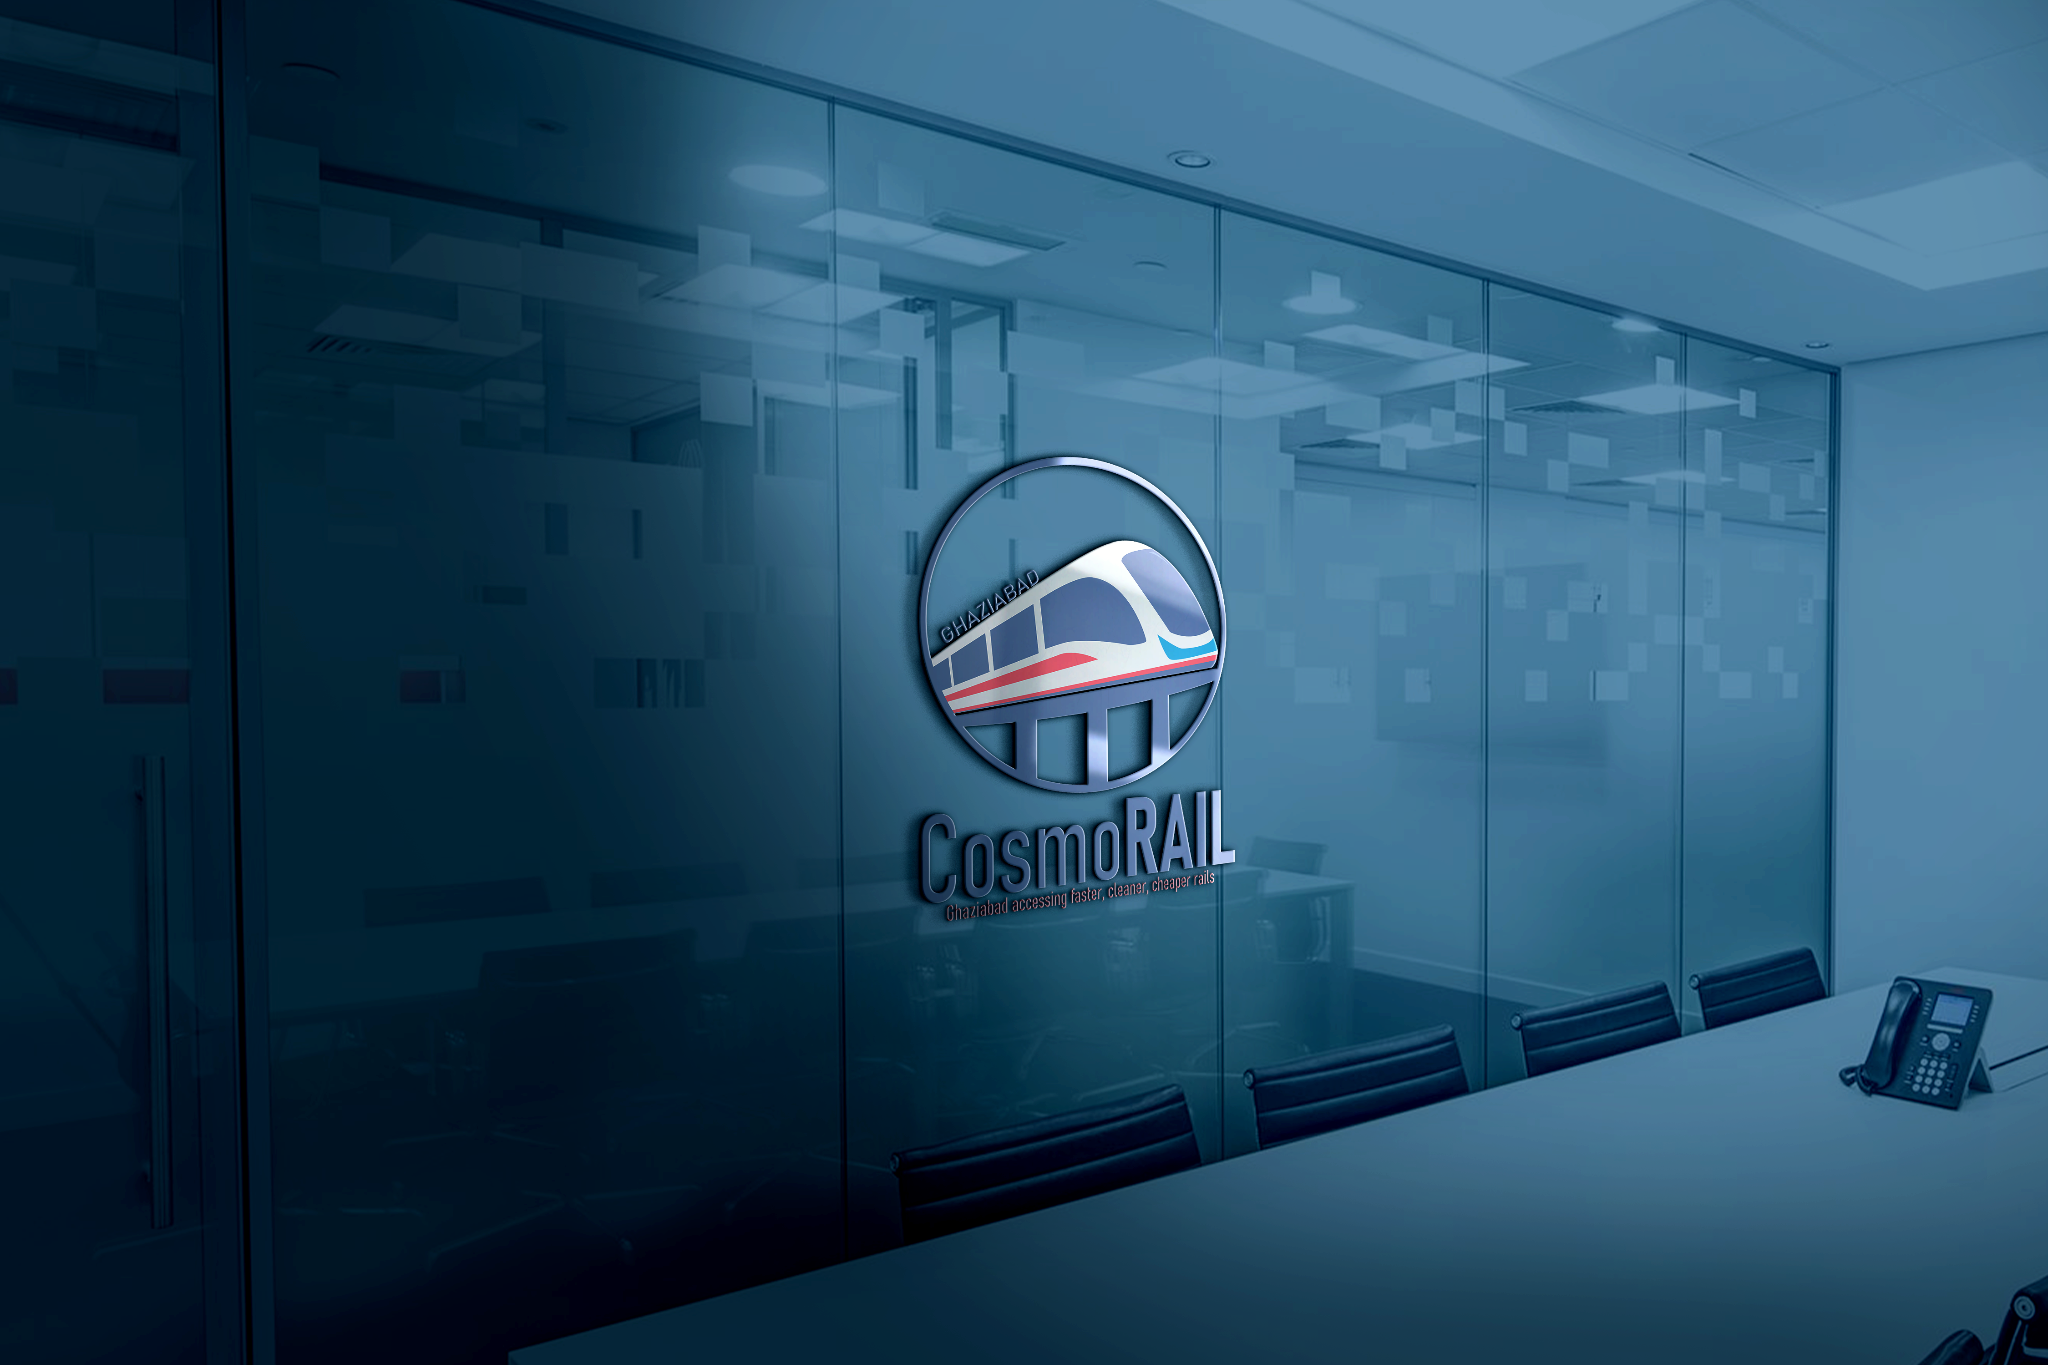 GHAZIABAD
CosmoRAIL
Ghaziabad accessing faster, cleaner, cheaper rails